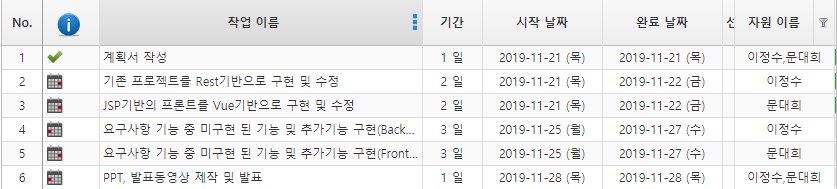 No. 작업 이름 기간 시작 날짜 완료 날짜 자원 이름
1 계획서 작성 1 일 2019-11-21 (목) 2019-11-21 (목) 이정수,문대희
2 기존 프로젝트를 Rest기반으로 구현 및 수정 2 일 2019-11-21 (목) 2019-11-22 (금) 이정수
3 JSP기반의 프론트를 Vue기반으로 구현 및 수정 2 일 2019-11-21 (목) 2019-11-22 (금) 문대희
4 요구사항 기능 중 미구현 된 기능 및 추가기능 구현(Back... 3 일 2019-11-25 (월) 2019-11-27 (수) 이정수
5 요구사항 기능 중 미구현 된 기능 및 추가기능 구현(Front... 3 일 2019-11-25 (월) 2019-11-27 (수) 문대희
6 PPT, 발표동영상 제작 및 발표 1 일 2019-11-28 (목) 2019-11-28 (목) 이정수,문대희